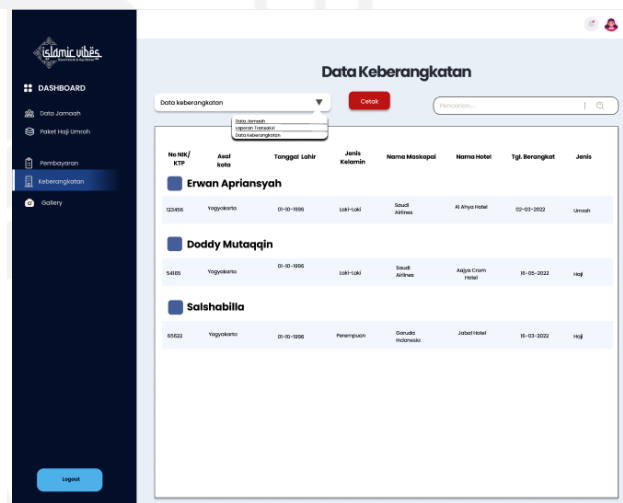 islamic vibes
DASHBOARD
Data Jamaah
Paket Haji Umroh
Pembayaran
Keberangkatan
Gallery
Logout
Data Keberangkatan
Data keberangkatan
Cetak
Pencarian...
Data Jamaah
Laporan Transaksi
Data Keberangkatan
No NIK/ KTP Asal kota Tanggal Lahir Jenis Kelamin Nama Maskapai Nama Hotel Tgl. Berangkat Jenis
Erwan Apriansyah
123456 Yogyakarta 01-10-1996 Laki-Laki Saudi Airlines Al Ahya Hotel 02-03-2022 Umrah
Doddy Mutaqqin
54165 Yogyakarta 01-10-1996 Laki-Laki Saudi Airlines Hotel 16-05-2022 Haji
Salshabilla
65622 Yogyakarta 01-10-1996 Perempuan Garuda Indonesia Jabal Hotel 16-03-2022 Haji